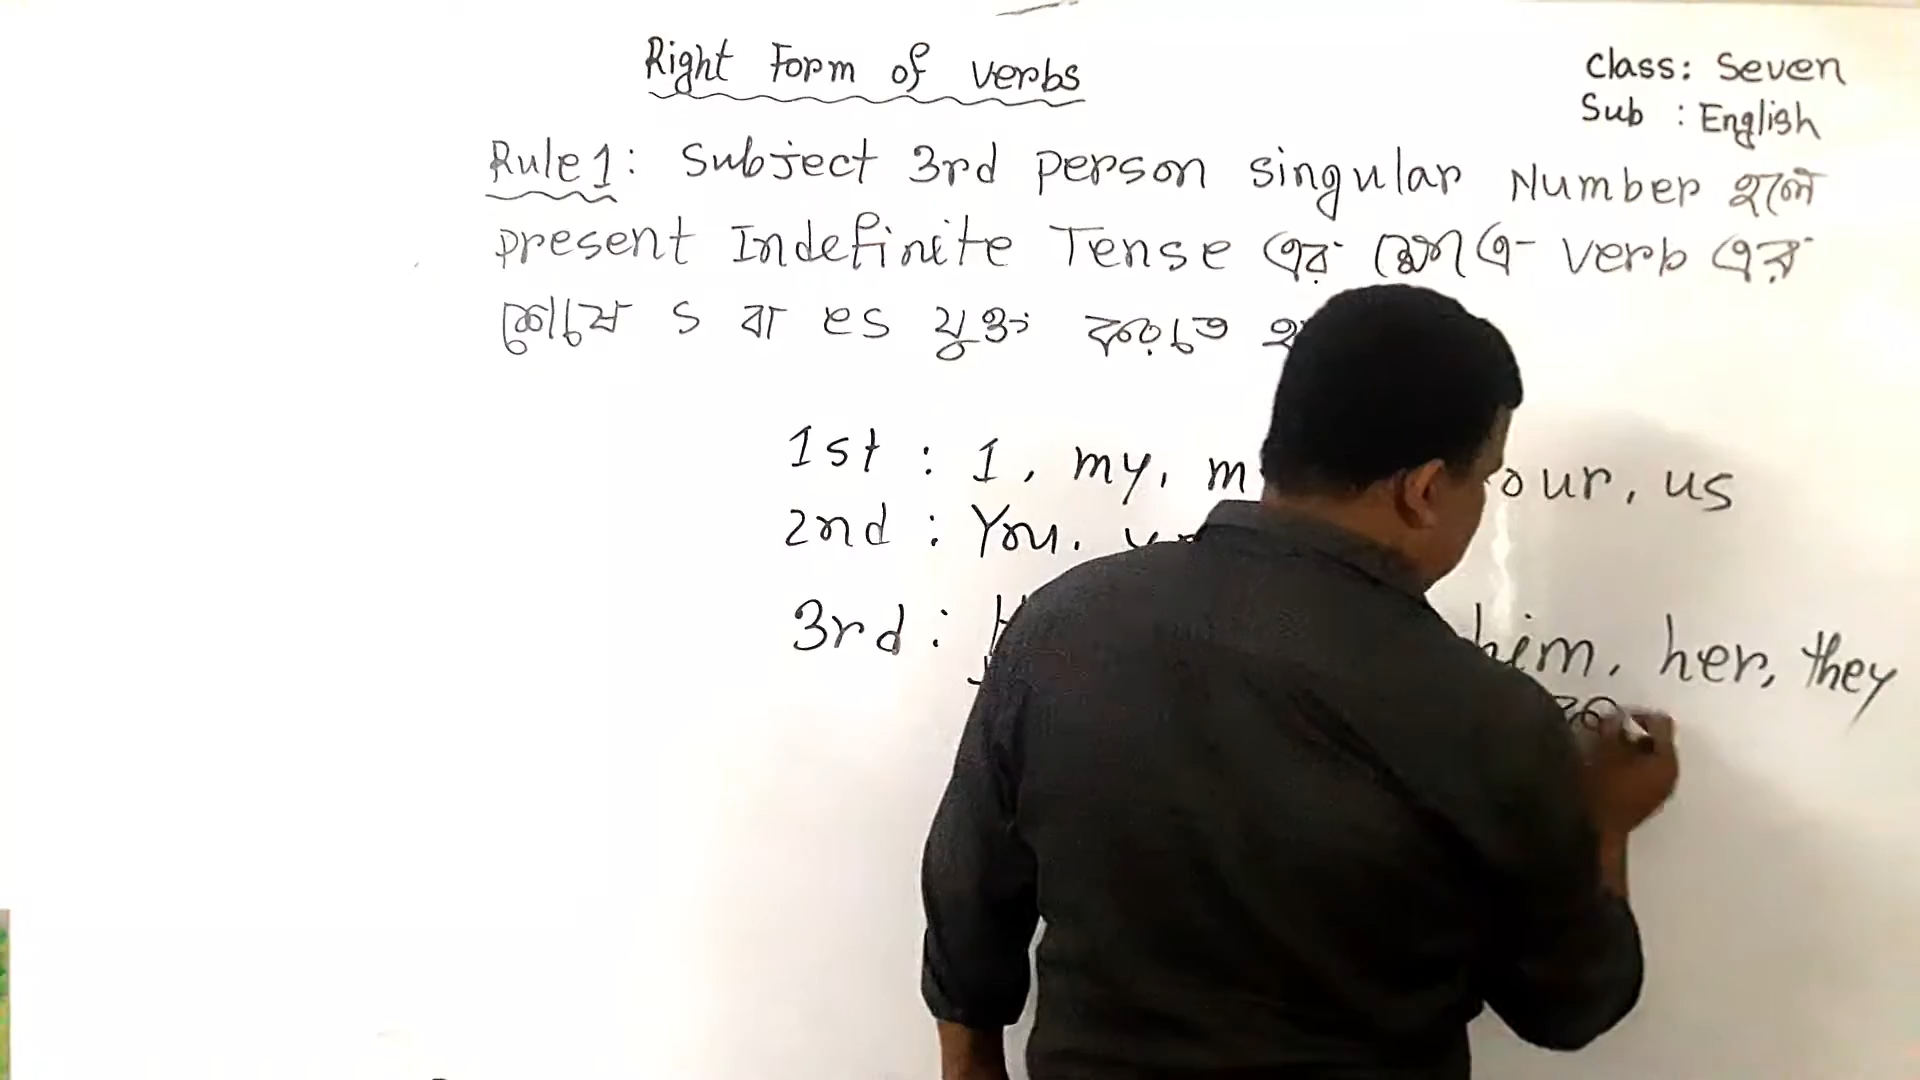 Right Form of verbs
Class: Seven
Sub : English
Rule 1: Subject 3rd person singular Number হলে
present Indefinite Tense এর ক্ষেত্রে verb এর
শেষে s বা es যুক্ত করতে
1st : I, my, our, us
2nd : You,
3rd : him, her, they